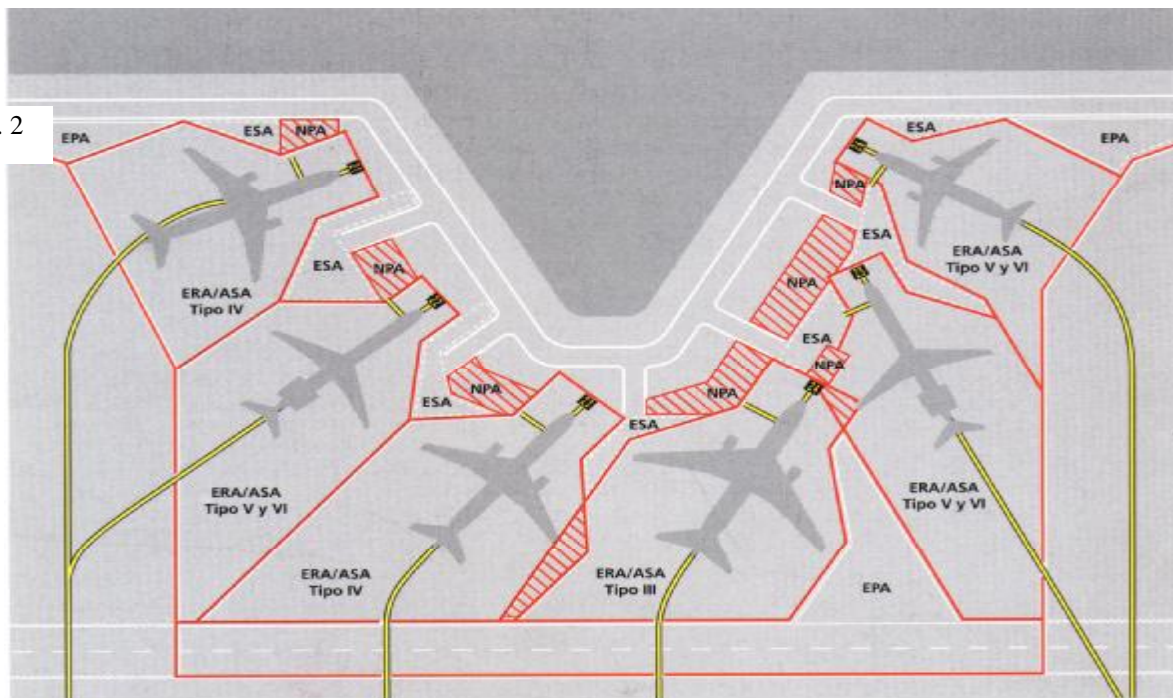 . 2
EPA
ESA
NPA
ESA
EPA
NPA
ESA
ERA/ASA
Tipo V y VI
ESA
NPA
NPA
ERA/ASA
Tipo IV
ESA
NPA
NPA
NPA
ESA
ESA
ERA/ASA
Tipo V y VI
ERA/ASA
Tipo V y VI
ERA/ASA
Tipo IV
ERA/ASA
Tipo III
EPA